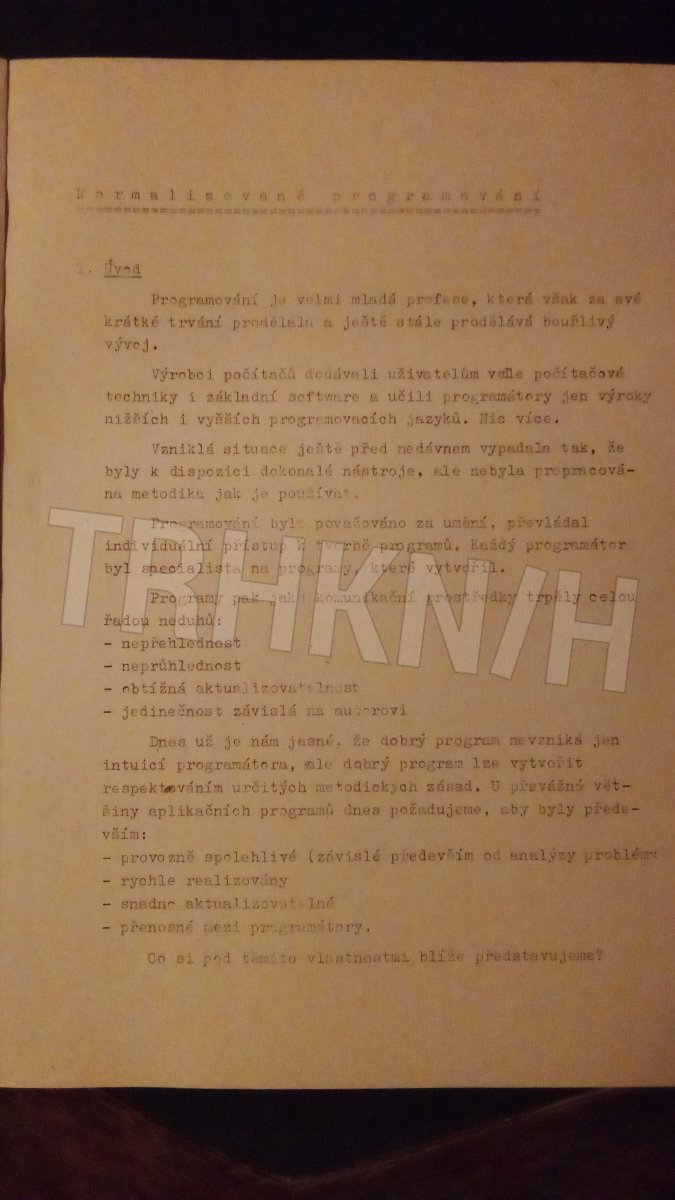 Normalizované programování
1. Úvod
Programování je velmi mladá profese, která však za své
krátké trvání prodělala a ještě stále prodělává bouřlivý
vývoj.
Výrobci počítačů dodávali uživatelům vedle počítačové
techniky i základní software a učili programátory jen výroky
nižších i vyšších programovacích jazyků. Nic více.
Vzniklá situace ještě před nedávnem vypadala tak, že
byly k dispozici dokonalé nástroje, ale nebyla propracová-
na metodika jak je používat.
Programování bylo považováno za umění, převládal
individuální přístup k tvorbě programů. Každý programátor
byl specialista na programy, které vytvořil.
Programy pak jako komunikační prostředky trpěly celou
řadou neduhů:
- nepřehlednost
- neprůhlednost
- obtížná aktualizovatelnost
- jedinečnost závislá na autorovi
Dnes už je nám jasné, že dobrý program nevzniká jen
intuicí programátora, ale dobrý program lze vytvořit
respektováním určitých metodických zásad. U převážné vět-
šiny aplikačních programů dnes požadujeme, aby byly přede-
vším:
- provozně spolehlivé (závislé především od analýzy problém
- rychle realizovány
- snadno aktualizovatelné
- přenosné mezi programátory.
Co si pod těmito vlastnostmi blíže představujeme?
TRHKN/H